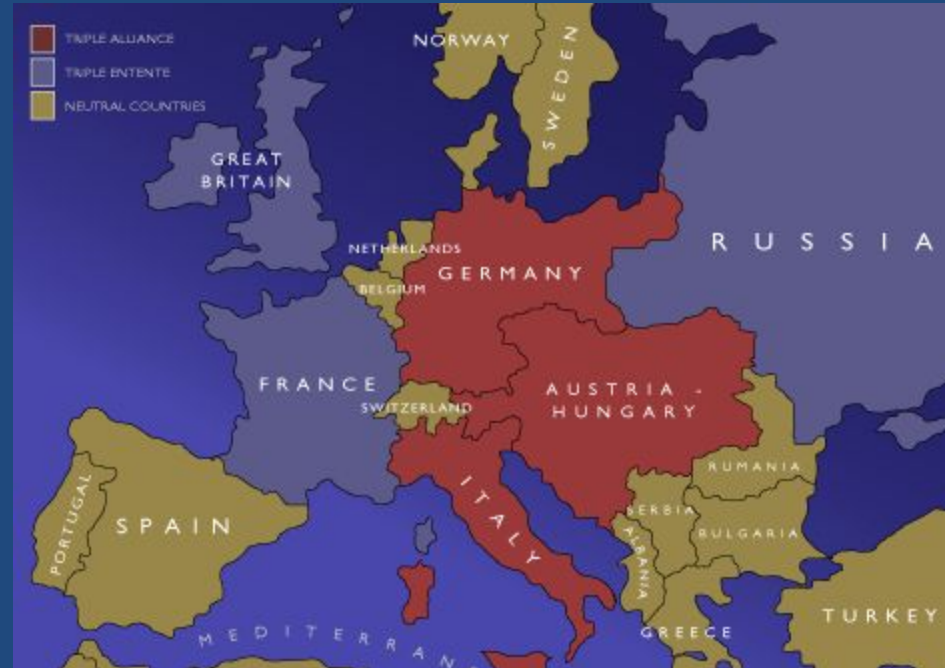 TRIPLE ALLIANCE
TRIPLE ENTENTE
NEUTRAL COUNTRIES
NORWAY
SWEDEN
GREAT
BRITAIN
RUSSIA
NETHERLANDS
GERMANY
BELGIUM
FRANCE
AUSTRIA -
HUNGARY
SWITZERLAND
RUMANIA
ITALY
SERBIA
PORTUGAL
SPAIN
BULGARIA
ALBANIA
TURKEY
GREECE
MEDITERRAN